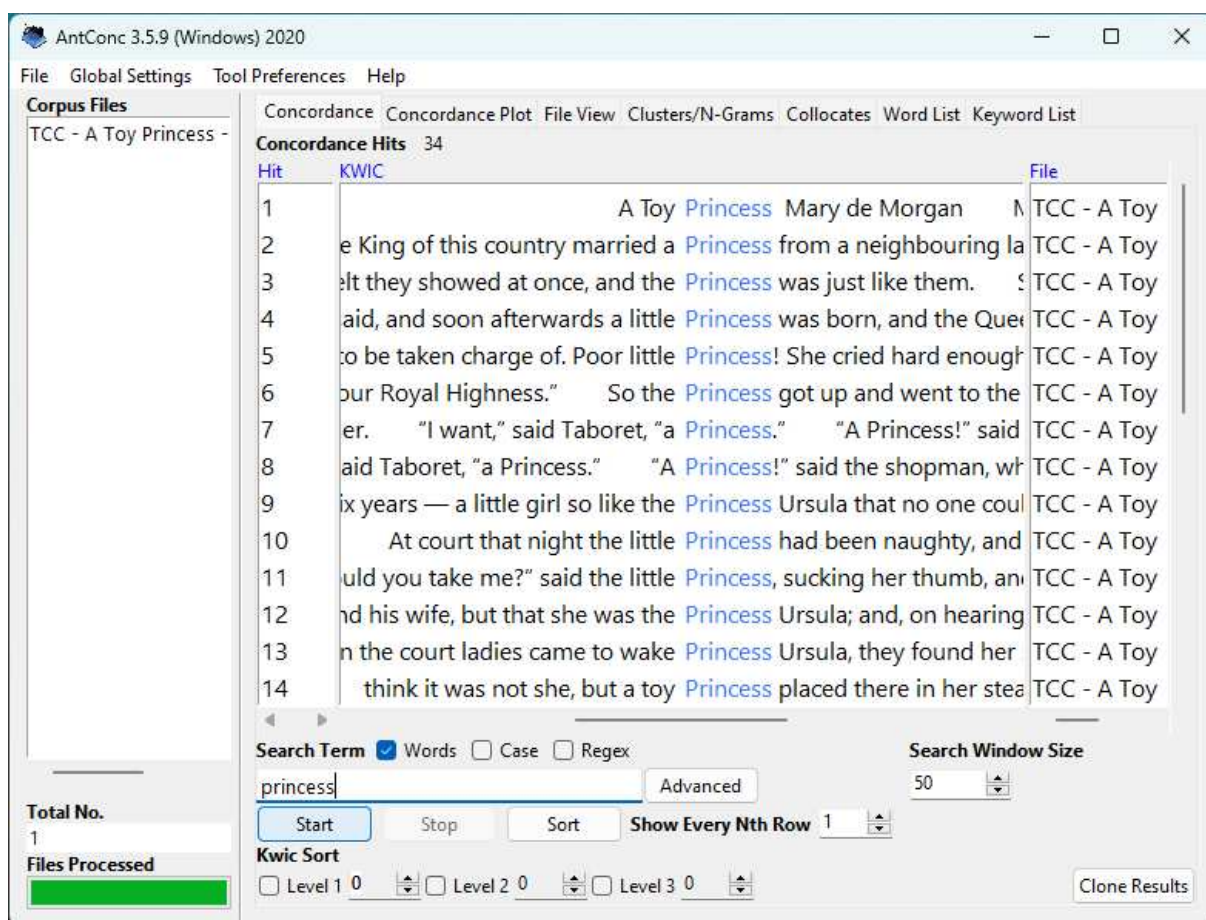 AntConc 3.5.9 (Windows) 2020
File Global Settings Tool Preferences Help
Corpus Files
TCC - A Toy Princess -
Total No.
1
Files Processed
Concordance Concordance Plot File View Clusters/N-Grams Collocates Word List Keyword List
Concordance Hits 34
Hit KWIC File
1 A Toy Princess Mary de Morgan TCC - A Toy
2 e King of this country married a Princess from a neighbouring la TCC - A Toy
3 elt they showed at once, and the Princess was just like them. S TCC - A Toy
4 aid, and soon afterwards a little Princess was born, and the Quee TCC - A Toy
5 to be taken charge of. Poor little Princess! She cried hard enough TCC - A Toy
6 our Royal Highness.” So the Princess got up and went to the TCC - A Toy
7 er. “I want,” said Taboret, “a Princess.” “A Princess!” said TCC - A Toy
8 aid Taboret, “a Princess.” “A Princess!” said the shopman, wh TCC - A Toy
9 ix years — a little girl so like the Princess Ursula that no one coul TCC - A Toy
10 At court that night the little Princess had been naughty, and TCC - A Toy
11 uld you take me?” said the little Princess, sucking her thumb, an TCC - A Toy
12 nd his wife, but that she was the Princess Ursula; and, on hearing TCC - A Toy
13 n the court ladies came to wake Princess Ursula, they found her TCC - A Toy
14 think it was not she, but a toy Princess placed there in her stea TCC - A Toy
Search Term Words Case Regex Search Window Size
princess Advanced 50
Start Stop Sort Show Every Nth Row 1
Kwic Sort
Level 1 0 Level 2 0 Level 3 0 Clone Results